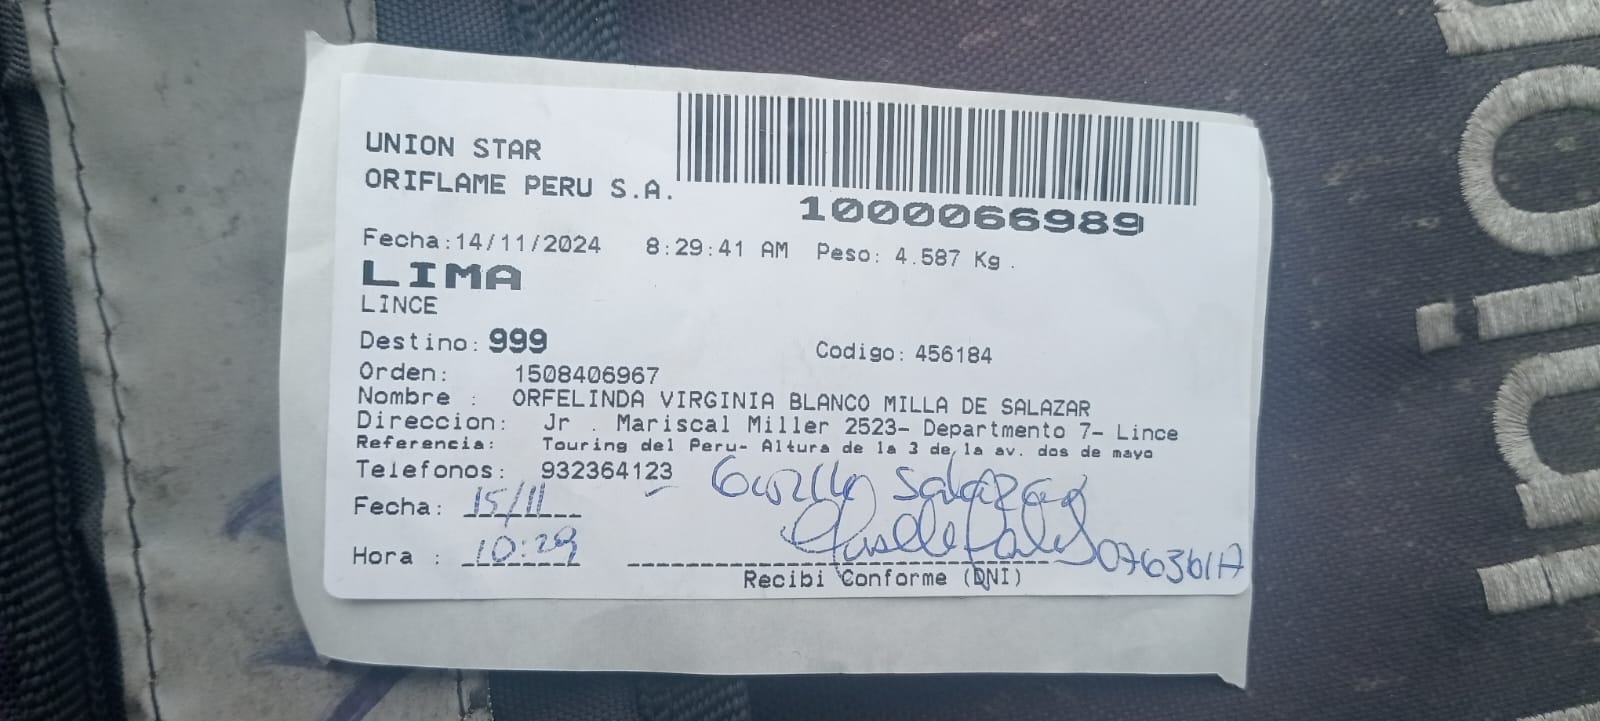 UNION STAR
ORIFLAME PERU S.A.
1000066989
Fecha:14/11/2024 8:29:41 AM Peso: 4.587 Kg .
LIMA
LINCE
Destino: 999
Codigo: 456184
Orden: 1508406967
Nombre : ORFELINDA VIRGINIA BLANCO MILLA DE SALAZAR
Direccion: Jr . Mariscal Miller 2523- Departmento 7- Lince
Referencia: Touring del Peru- Altura de la 3 de la av. dos de mayo
Telefonos: 932364123
Salazar
Fecha: 15/11
Hora : 10:29
Recibi Conforme (DNI)